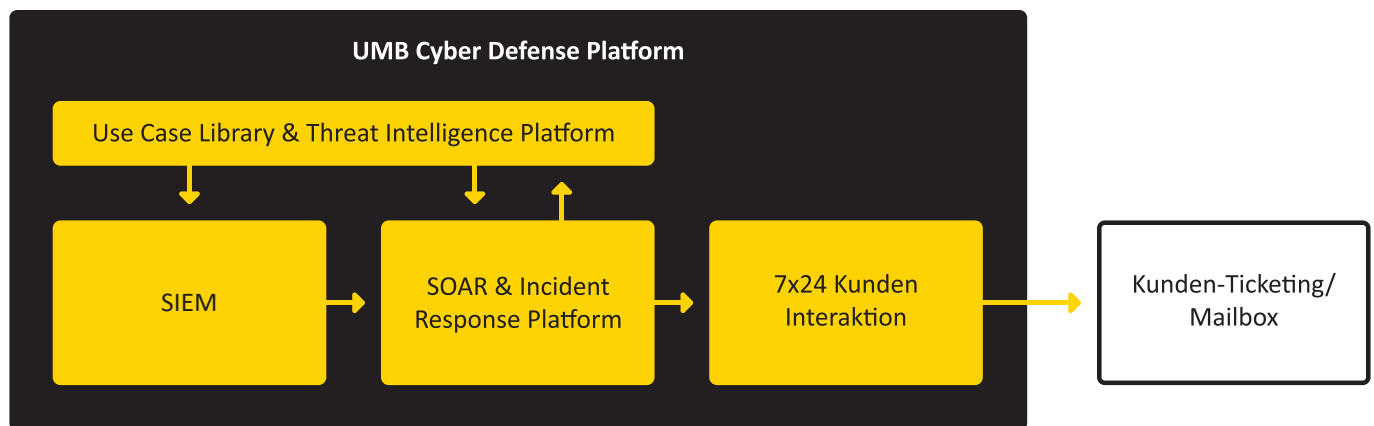 UMB Cyber Defense Platform
Use Case Library & Threat Intelligence Platform
SIEM
SOAR & Incident
Response Platform
7x24 Kunden
Interaktion
Kunden-Ticketing/
Mailbox